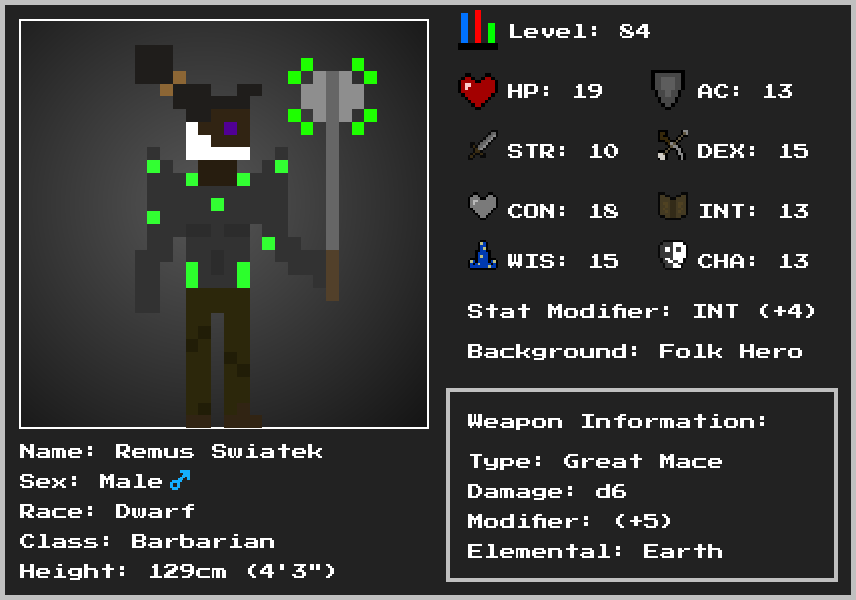 Level: 84
HP: 19 AC: 13
STR: 10 DEX: 15
CON: 18 INT: 13
WIS: 15 CHA: 13
Stat Modifier: INT (+4)
Background: Folk Hero
Weapon Information:
Type: Great Mace
Damage: d6
Modifier: (+5)
Elemental: Earth
Name: Remus Swiatek
Sex: Male♂
Race: Dwarf
Class: Barbarian
Height: 129cm (4'3")